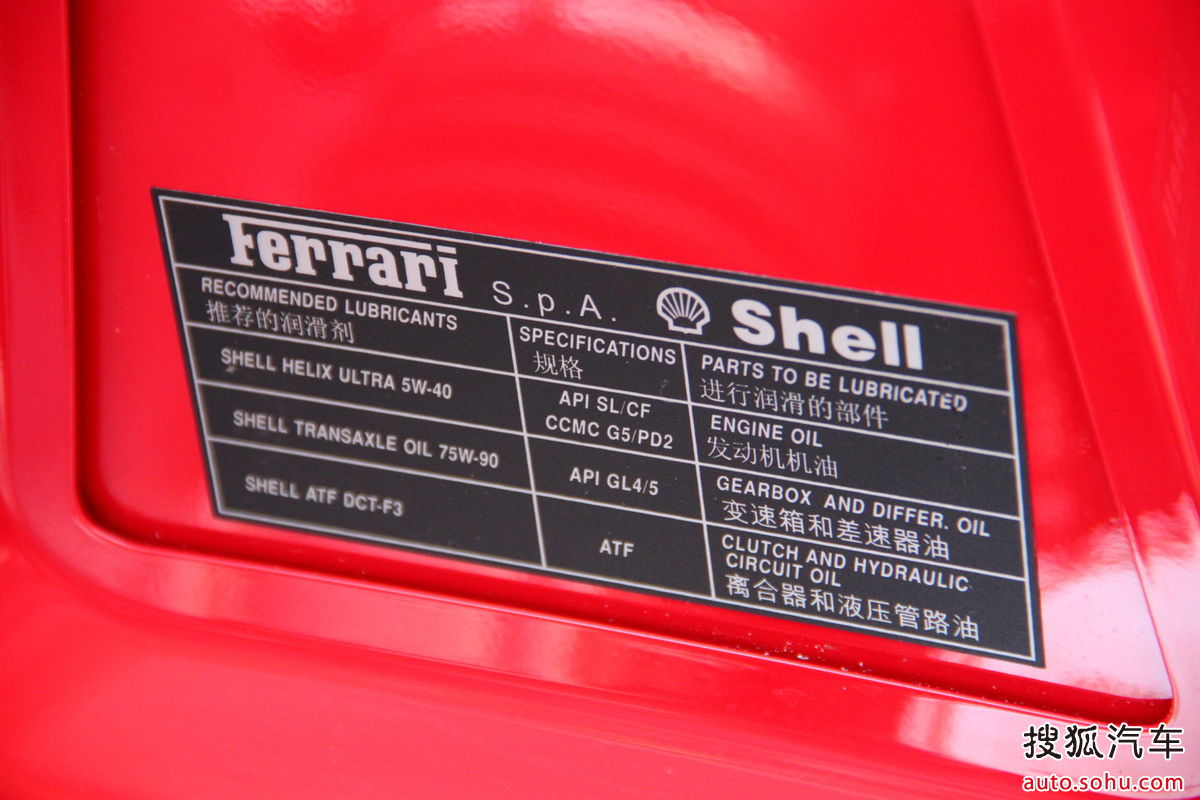 Ferrari S.p.A. Shell
RECOMMENDED LUBRICANTS
推荐的润滑剂
SPECIFICATIONS
规格
PARTS TO BE LUBRICATED
进行润滑的部件
SHELL HELIX ULTRA 5W-40
API SL/CF
CCMC G5/PD2
ENGINE OIL
发动机机油
SHELL TRANSAXLE OIL 75W-90
API GL4/5
GEARBOX AND DIFFER. OIL
变速箱和差速器油
SHELL ATF DCT-F3
ATF
CLUTCH AND HYDRAULIC
CIRCUIT OIL
离合器和液压管路油
搜狐汽车
auto.sohu.com